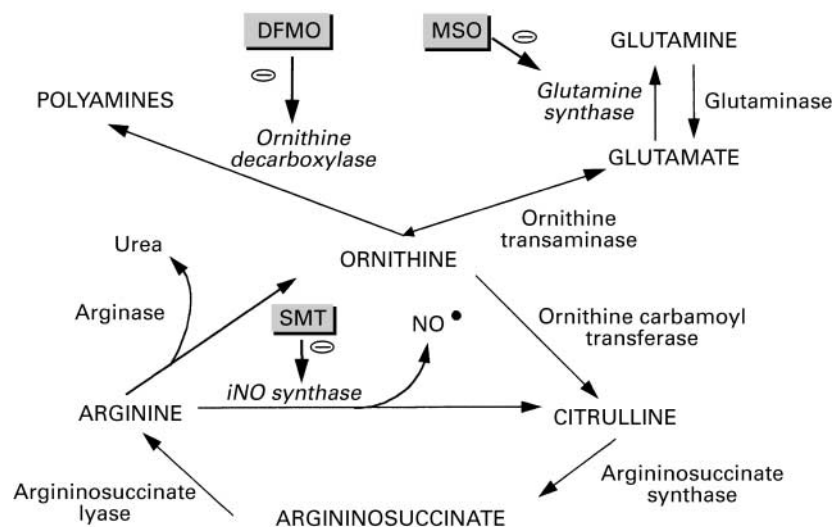 DFMO
MSO
GLUTAMINE
POLYAMINES
Ornithine
decarboxylase
Glutamine
synthase
Glutaminase
GLUTAMATE
Ornithine
transaminase
Urea
ORNITHINE
Arginase
SMT
NO •
Ornithine carbamoyl
transferase
iNO synthase
ARGININE
CITRULLINE
Argininosuccinate
lyase
Argininosuccinate
synthase
ARGININOSUCCINATE